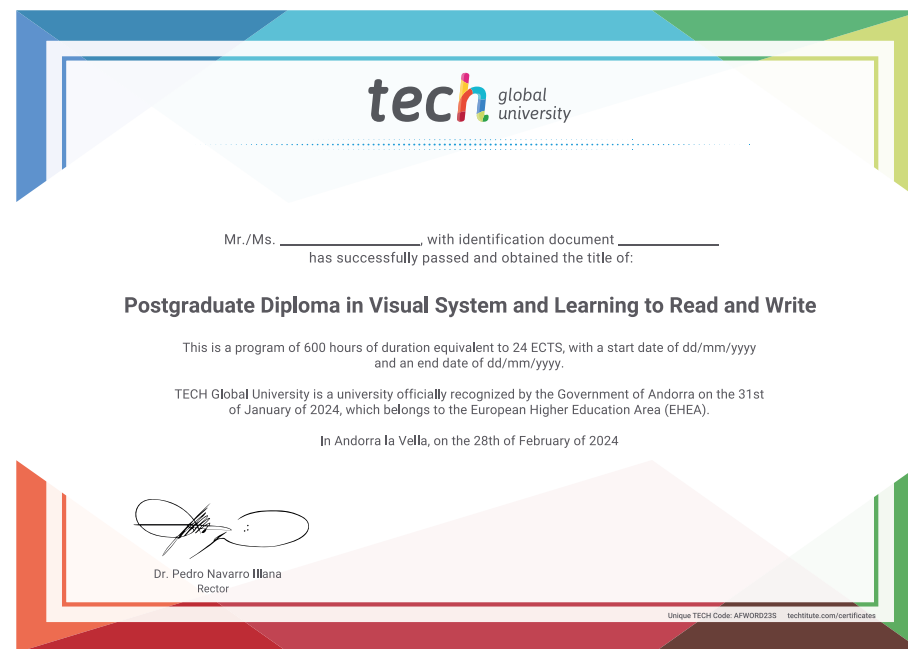 tech global university
Mr./Ms. ____________________, with identification document ______________
has successfully passed and obtained the title of:
Postgraduate Diploma in Visual System and Learning to Read and Write
This is a program of 600 hours of duration equivalent to 24 ECTS, with a start date of dd/mm/yyyy
and an end date of dd/mm/yyyy.
TECH Global University is a university officially recognized by the Government of Andorra on the 31st
of January of 2024, which belongs to the European Higher Education Area (EHEA).
In Andorra la Vella, on the 28th of February of 2024
Dr. Pedro Navarro Illana
Rector
Unique TECH Code: AFWORD23S techtitute.com/certificates